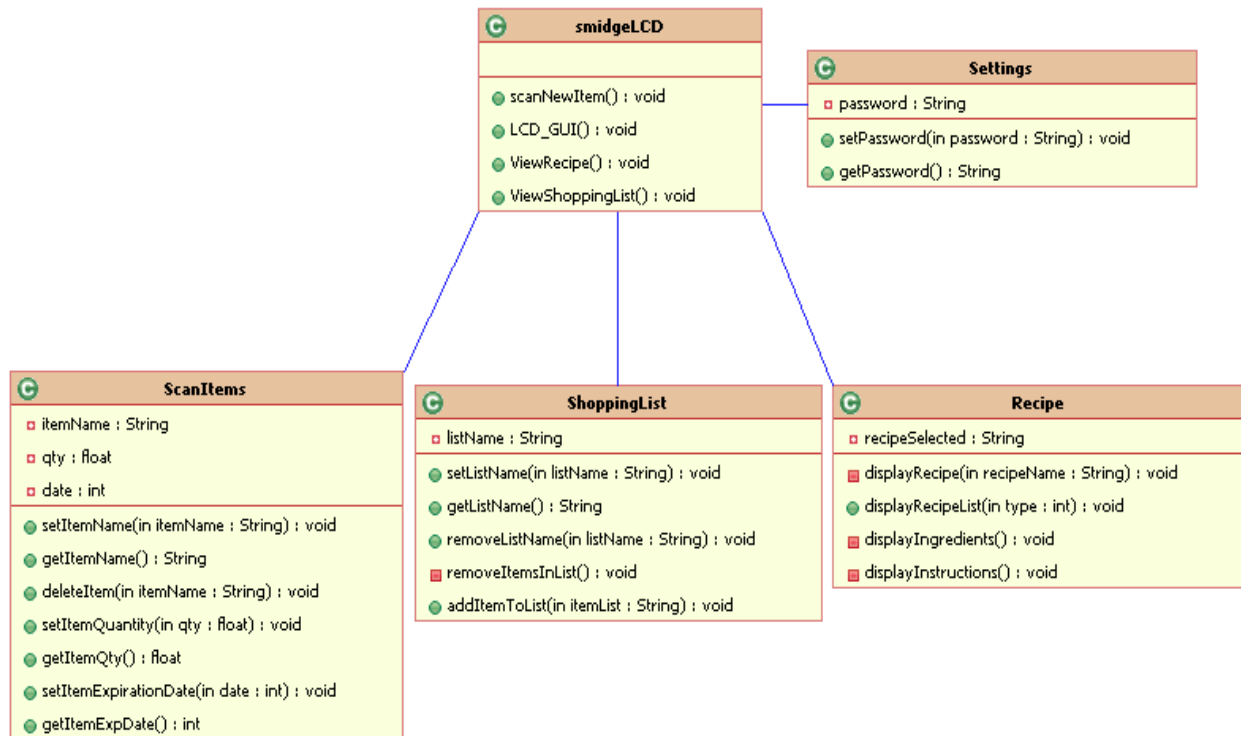 smidgeLCD
scanNewItem() : void
LCD_GUI() : void
ViewRecipe() : void
ViewShoppingList() : void
Settings
password : String
setPassword(in password : String) : void
getPassword() : String
ScanItems
itemName : String
qty : float
date : int
setItemName(in itemName : String) : void
getItemName() : String
deleteItem(in itemName : String) : void
setItemQuantity(in qty : float) : void
getItemQty() : float
setItemExpirationDate(in date : int) : void
getItemExpDate() : int
ShoppingList
listName : String
setListName(in listName : String) : void
getListName() : String
removeListName(in listName : String) : void
removeItemsInList() : void
addItemToList(in itemList : String) : void
Recipe
recipeSelected : String
displayRecipe(in recipeName : String) : void
displayRecipeList(in type : int) : void
displayIngredients() : void
displayInstructions() : void